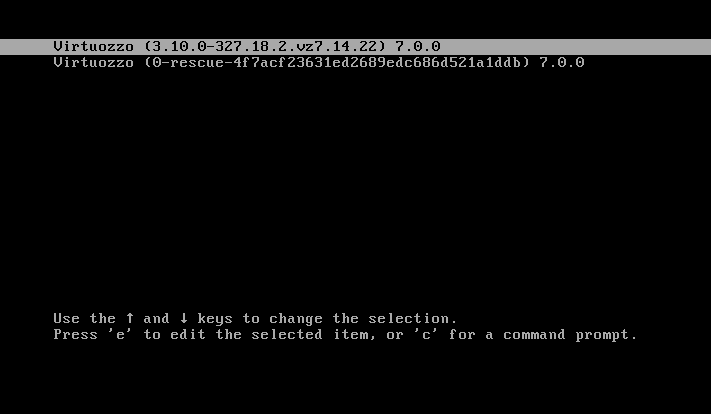 Virtuozzo (3.10.0-327.18.2.vz7.14.22) 7.0.0
Virtuozzo (0-rescue-4f7acf23631ed2689edc686d521a1ddb) 7.0.0
Use the ↑ and ↓ keys to change the selection.
Press 'e' to edit the selected item, or 'c' for a command prompt.